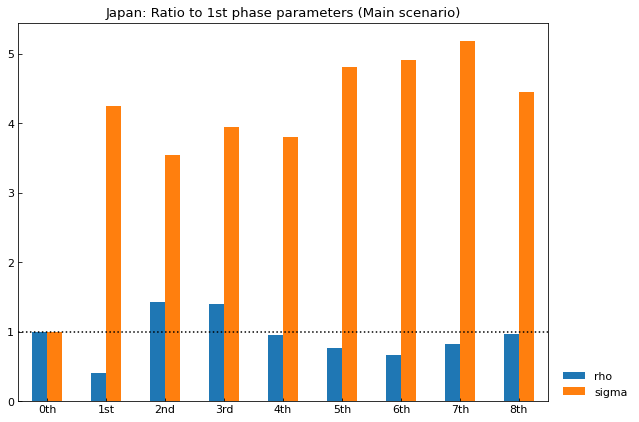 Japan: Ratio to 1st phase parameters (Main scenario)
5
4
3
2
1
0
0th 1st 2nd 3rd 4th 5th 6th 7th 8th
rho
sigma